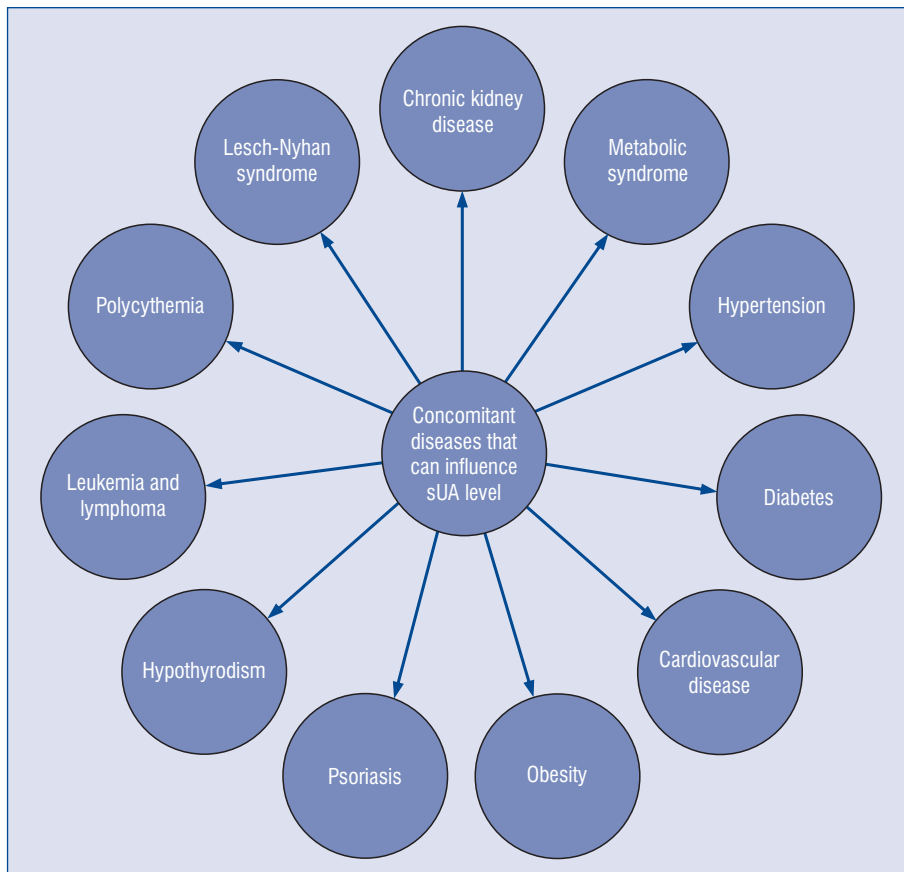 Chronic kidney
disease
Metabolic
syndrome
Hypertension
Diabetes
Cardiovascular
disease
Obesity
Psoriasis
Hypothyrodism
Leukemia and
lymphoma
Polycythemia
Lesch-Nyhan
syndrome
Concomitant
diseases that
can influence
sUA level